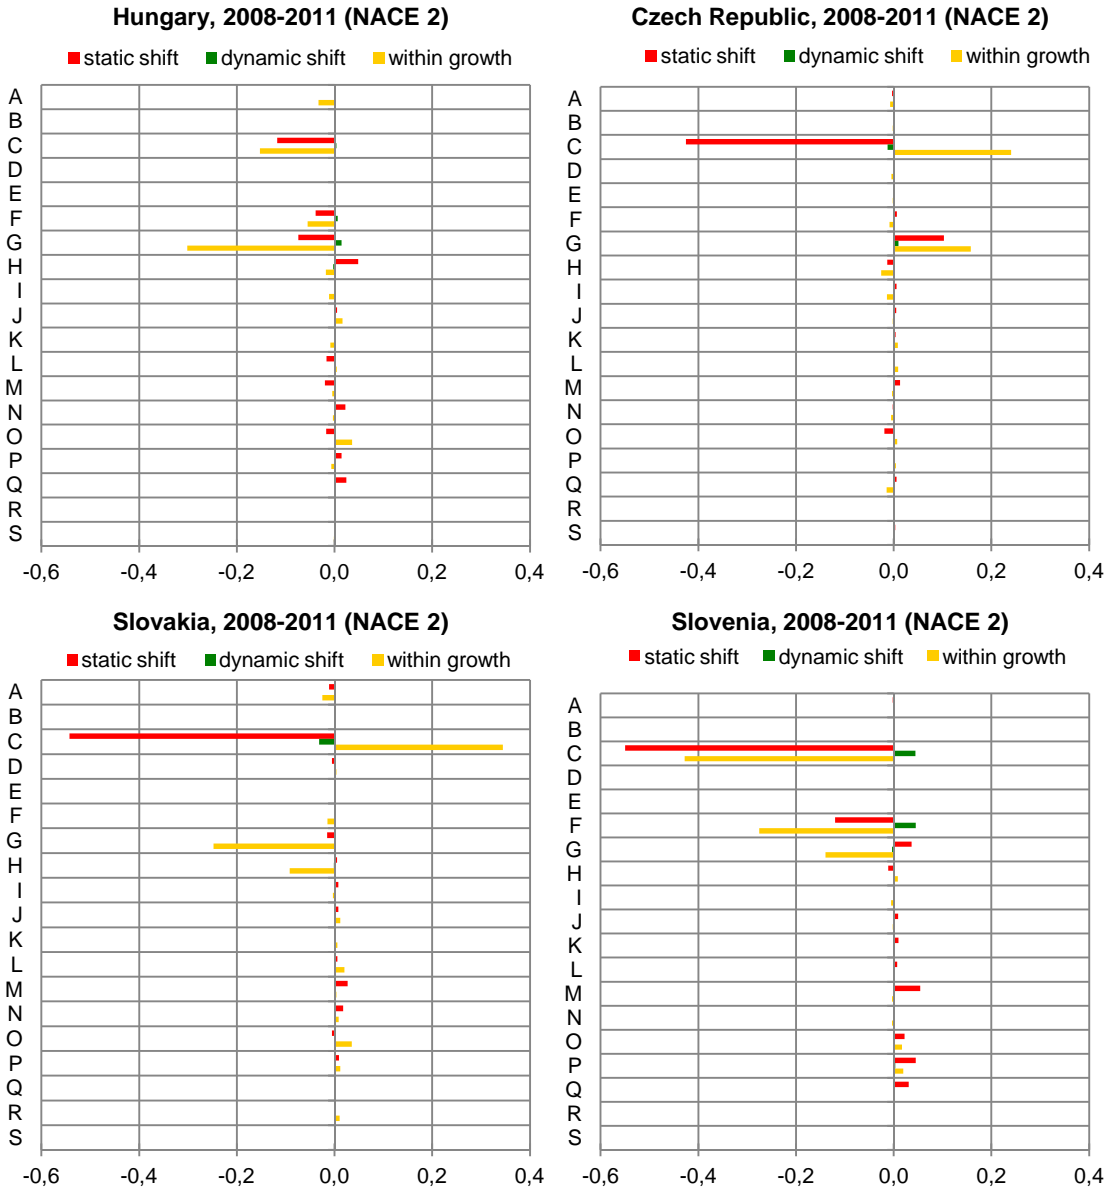 Hungary, 2008-2011 (NACE 2)
static shift dynamic shift within growth
A
B
C
D
E
F
G
H
I
J
K
L
M
N
O
P
Q
R
S
-0,6 -0,4 -0,2 0,0 0,2 0,4
Czech Republic, 2008-2011 (NACE 2)
static shift dynamic shift within growth
A
B
C
D
E
F
G
H
I
J
K
L
M
N
O
P
Q
R
S
-0,6 -0,4 -0,2 0,0 0,2 0,4
Slovakia, 2008-2011 (NACE 2)
static shift dynamic shift within growth
A
B
C
D
E
F
G
H
I
J
K
L
M
N
O
P
Q
R
S
-0,6 -0,4 -0,2 0,0 0,2 0,4
Slovenia, 2008-2011 (NACE 2)
static shift dynamic shift within growth
A
B
C
D
E
F
G
H
I
J
K
L
M
N
O
P
Q
R
S
-0,6 -0,4 -0,2 0,0 0,2 0,4